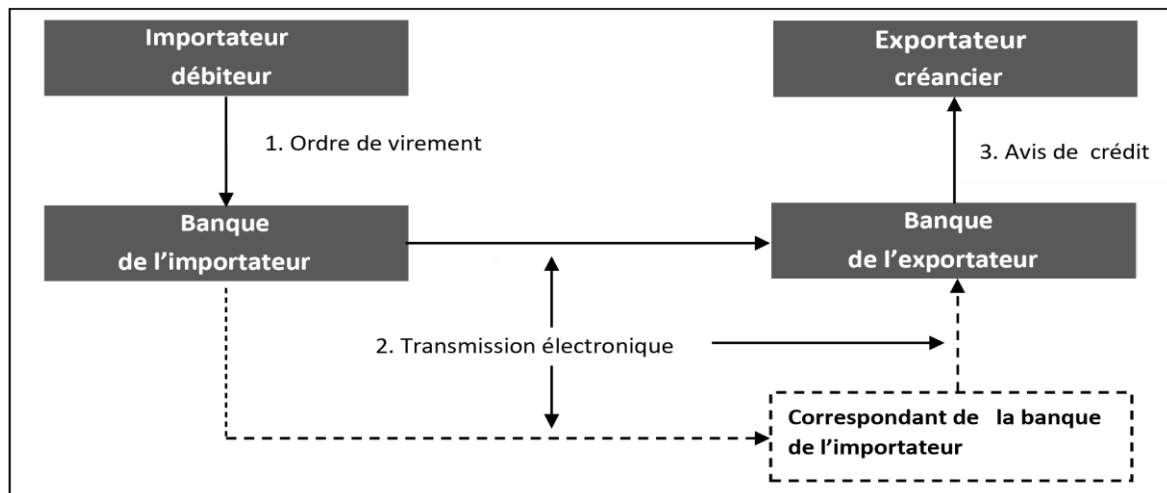 Importateur
débiteur
Exportateur
créancier
1. Ordre de virement
3. Avis de crédit
Banque
de l’importateur
Banque
de l’exportateur
2. Transmission électronique
Correspondant de la banque
de l’importateur